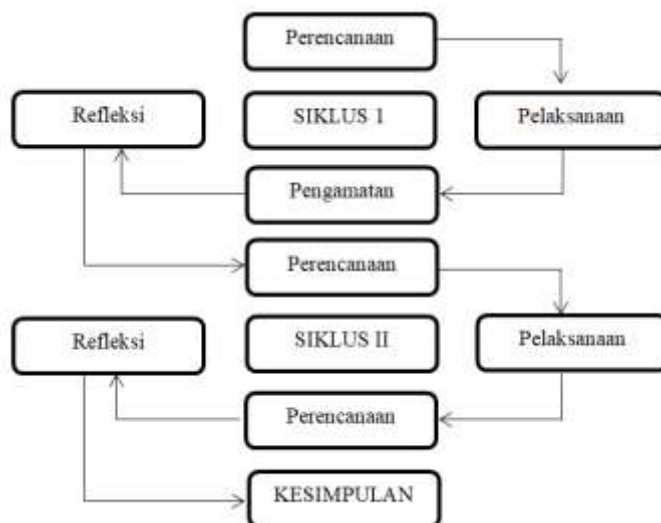 Perencanaan
Refleksi
SIKLUS 1
Pelaksanaan
Pengamatan
Perencanaan
Refleksi
SIKLUS II
Pelaksanaan
Perencanaan
KESIMPULAN